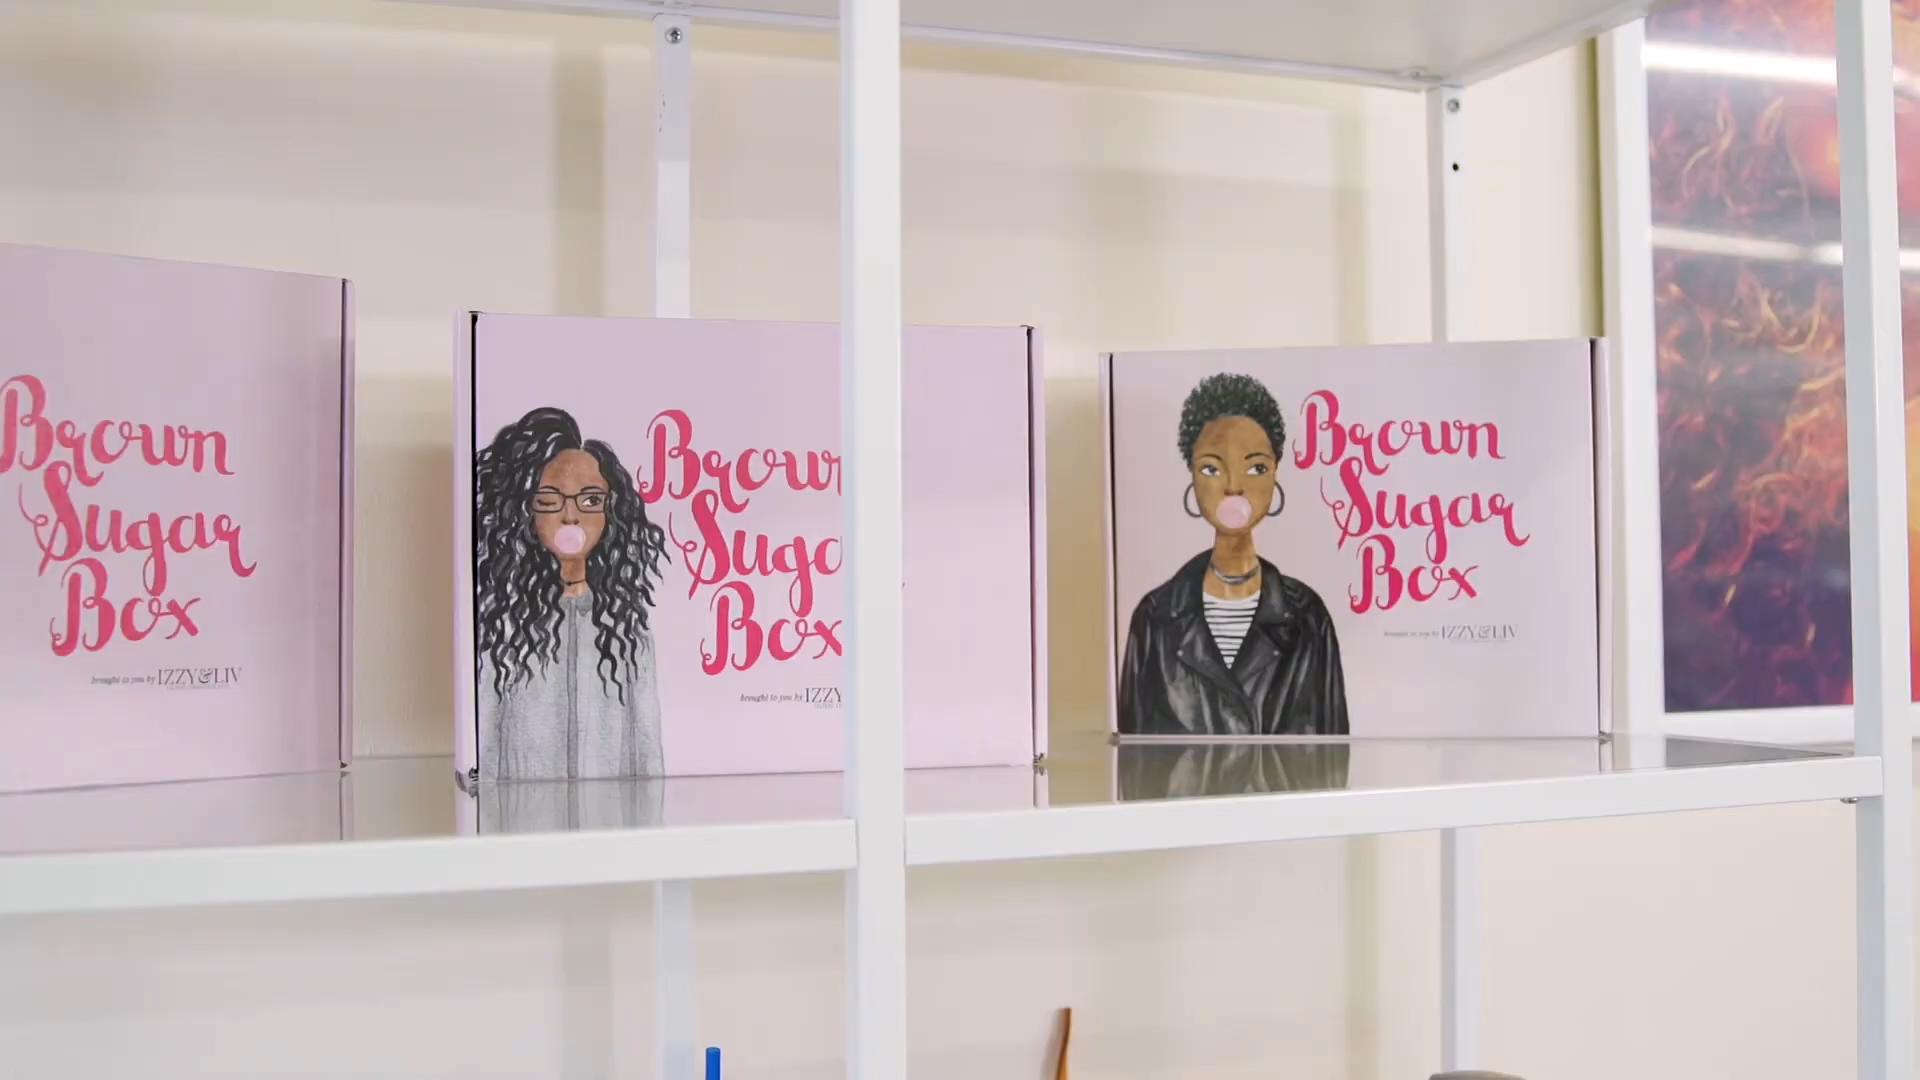 Brown
Sugar
Box
brought to you by IZZY&LIV
Brown
Suga
Box
brought to you by IZZY
Brown
Sugar
Box
brought to you by IZZY&LIV